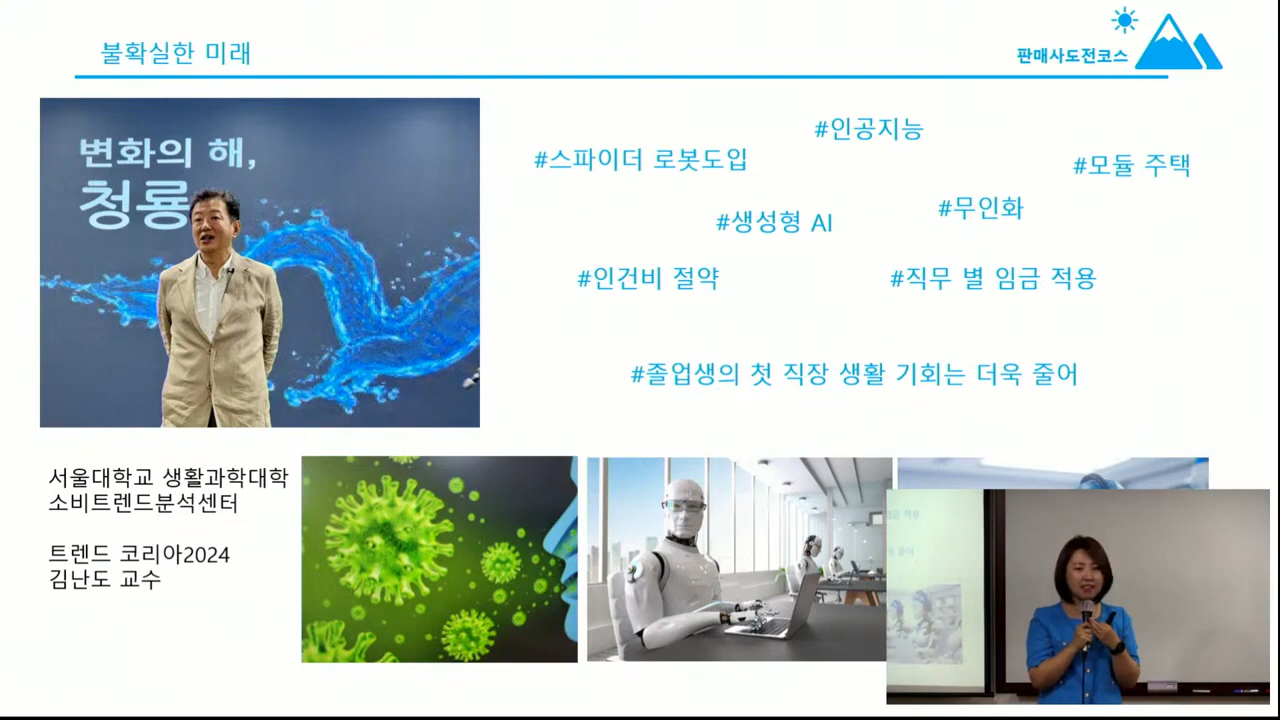 불확실한 미래
판매사도전코스
변화의 해,
청룡
#인공지능
#스파이더 로봇도입
#모듈 주택
#무인화
#생성형 AI
#인건비 절약
#직무 별 임금 적용
#졸업생의 첫 직장 생활 기회는 더욱 줄어
서울대학교 생활과학대학
소비트렌드분석센터
트렌드 코리아2024
김난도 교수